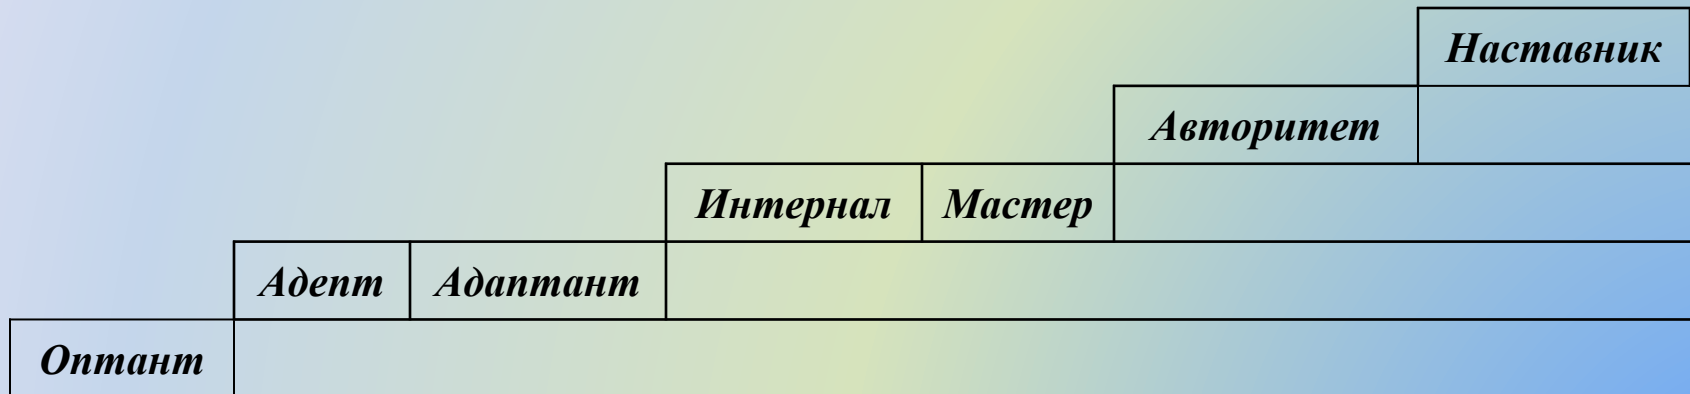 Наставник
Авторитет
Интернал Мастер
Адепт Адаптант
Оптант